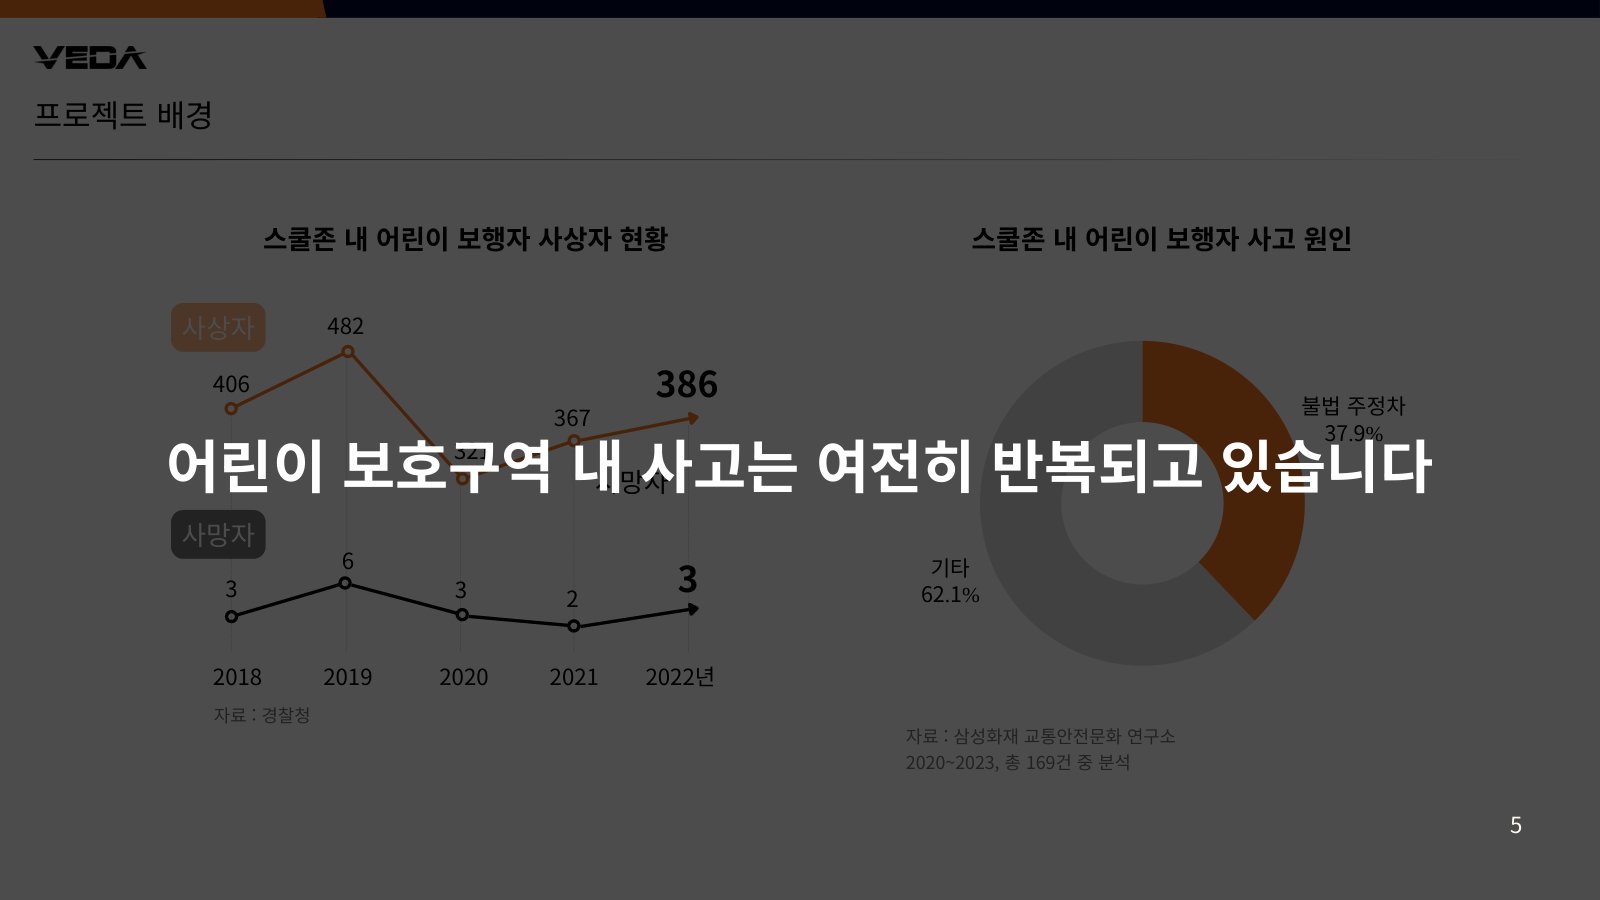 VEDA
프로젝트 배경
스쿨존 내 어린이 보행자 사상자 현황
스쿨존 내 어린이 보행자 사고 원인
사상자
482
406
386
367
321
불법 주정차
37.9%
어린이 보호구역 내 사고는 여전히 반복되고 있습니다
사망자
사망자
6
3
3
2
3
기타
62.1%
2018
2019
2020
2021
2022년
자료 : 경찰청
자료 : 삼성화재 교통안전문화 연구소
2020~2023, 총 169건 중 분석
5